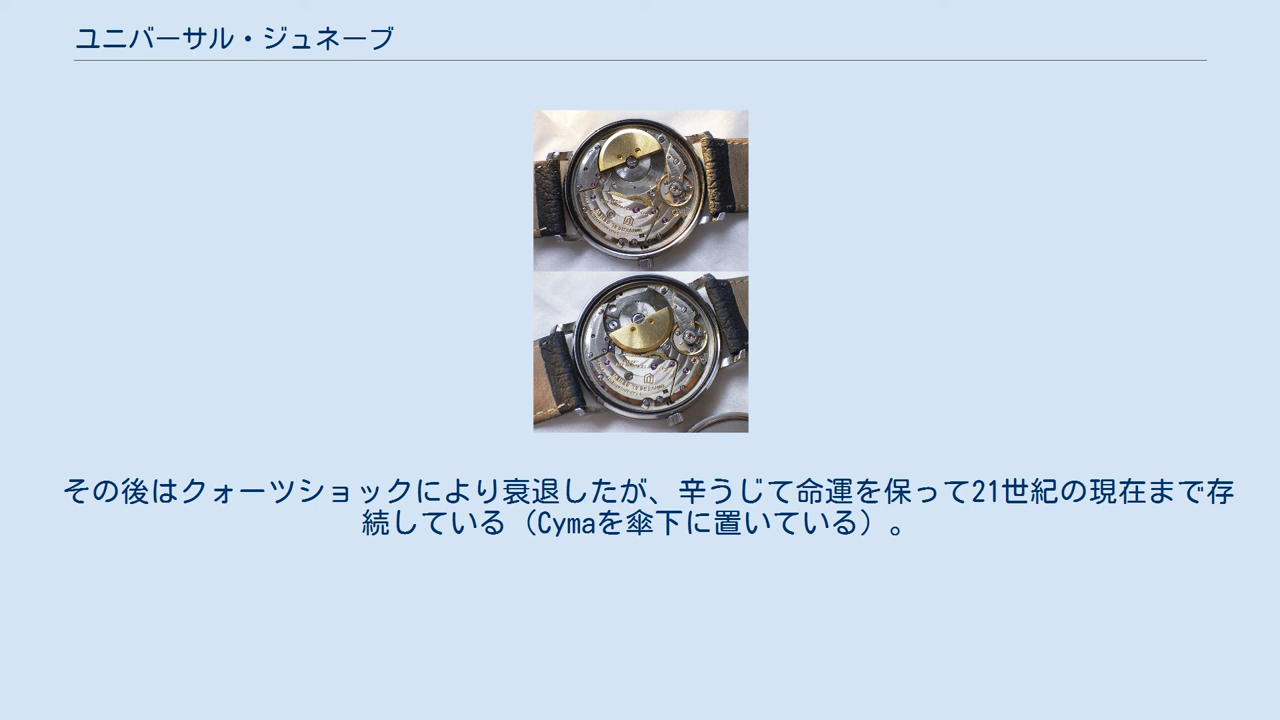 ユニバーサル・ジュネーブ
その後はクォーツショックにより衰退したが、辛うじて命運を保って21世紀の現在まで存
続している（Cymaを傘下に置いている）。